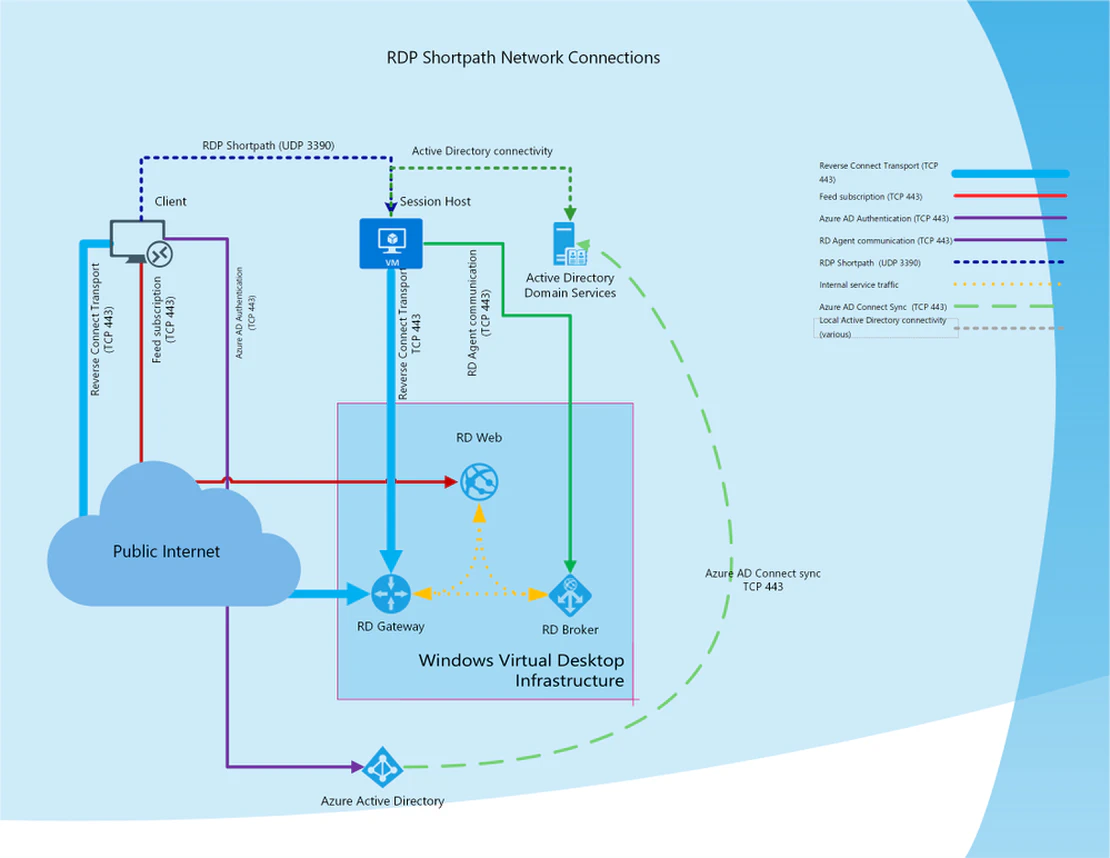 RDP Shortpath Network Connections
RDP Shortpath (UDP 3390)
Active Directory connectivity
Client
Session Host
VM
Active Directory
Domain Services
Reverse Connect Transport
(TCP 443)
Feed subscription
(TCP 443)
Azure AD Authentication
(TCP 443)
Reverse Connect Transport
TCP 443
RD Agent communication
(TCP 443)
Reverse Connect Transport (TCP
443)
Feed subscription (TCP 443)
Azure AD Authentication (TCP 443)
RD Agent communication (TCP 443)
RDP Shortpath (UDP 3390)
Internal service traffic
Azure AD Connect Sync (TCP 443)
Local Active Directory connectivity
(various)
RD Web
Public Internet
RD Gateway
RD Broker
Windows Virtual Desktop
Infrastructure
Azure AD Connect sync
TCP 443
Azure Active Directory